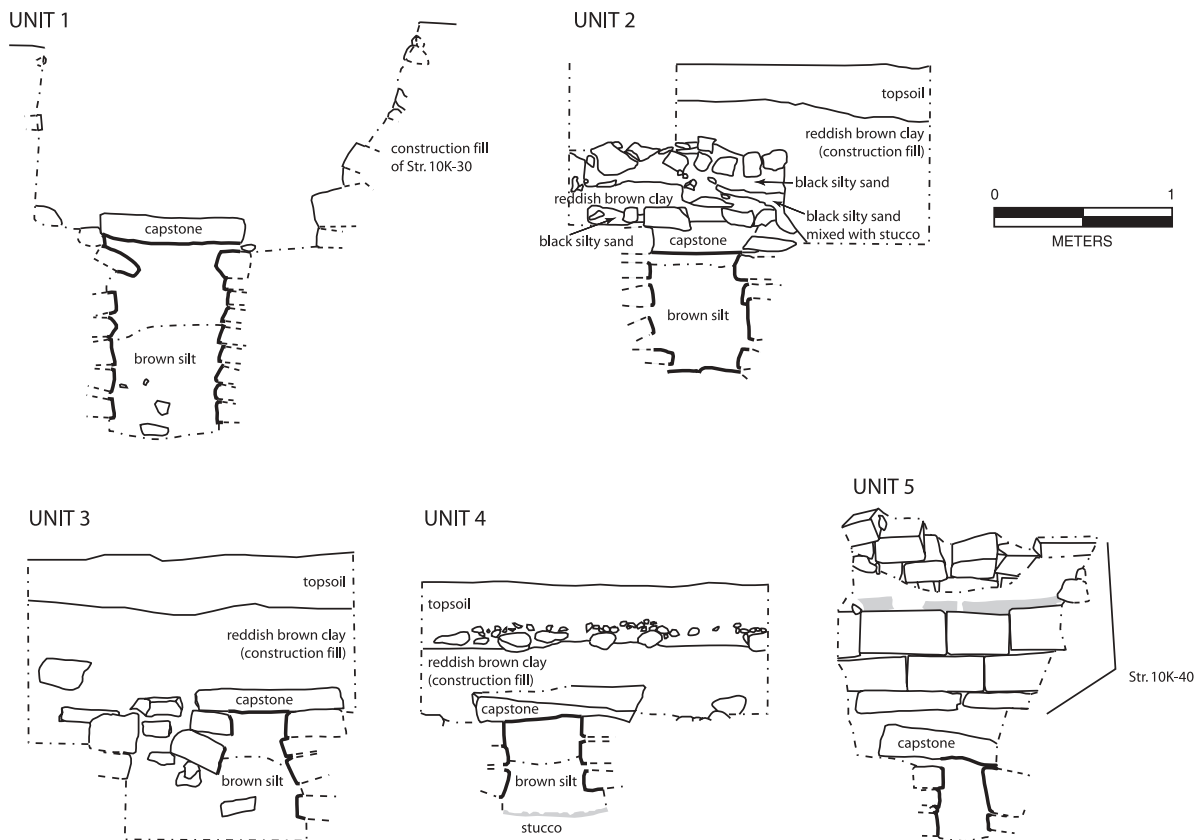 UNIT 1
construction fill
of Str. 10K-30
capstone
brown silt
UNIT 2
topsoil
reddish brown clay
(construction fill)
black silty sand
reddish brown clay
black silty sand
mixed with stucco
black silty sand
capstone
brown silt
0 1
METERS
UNIT 3
topsoil
reddish brown clay
(construction fill)
capstone
brown silt
UNIT 4
topsoil
reddish brown clay
(construction fill)
capstone
brown silt
stucco
UNIT 5
Str. 10K-40
capstone